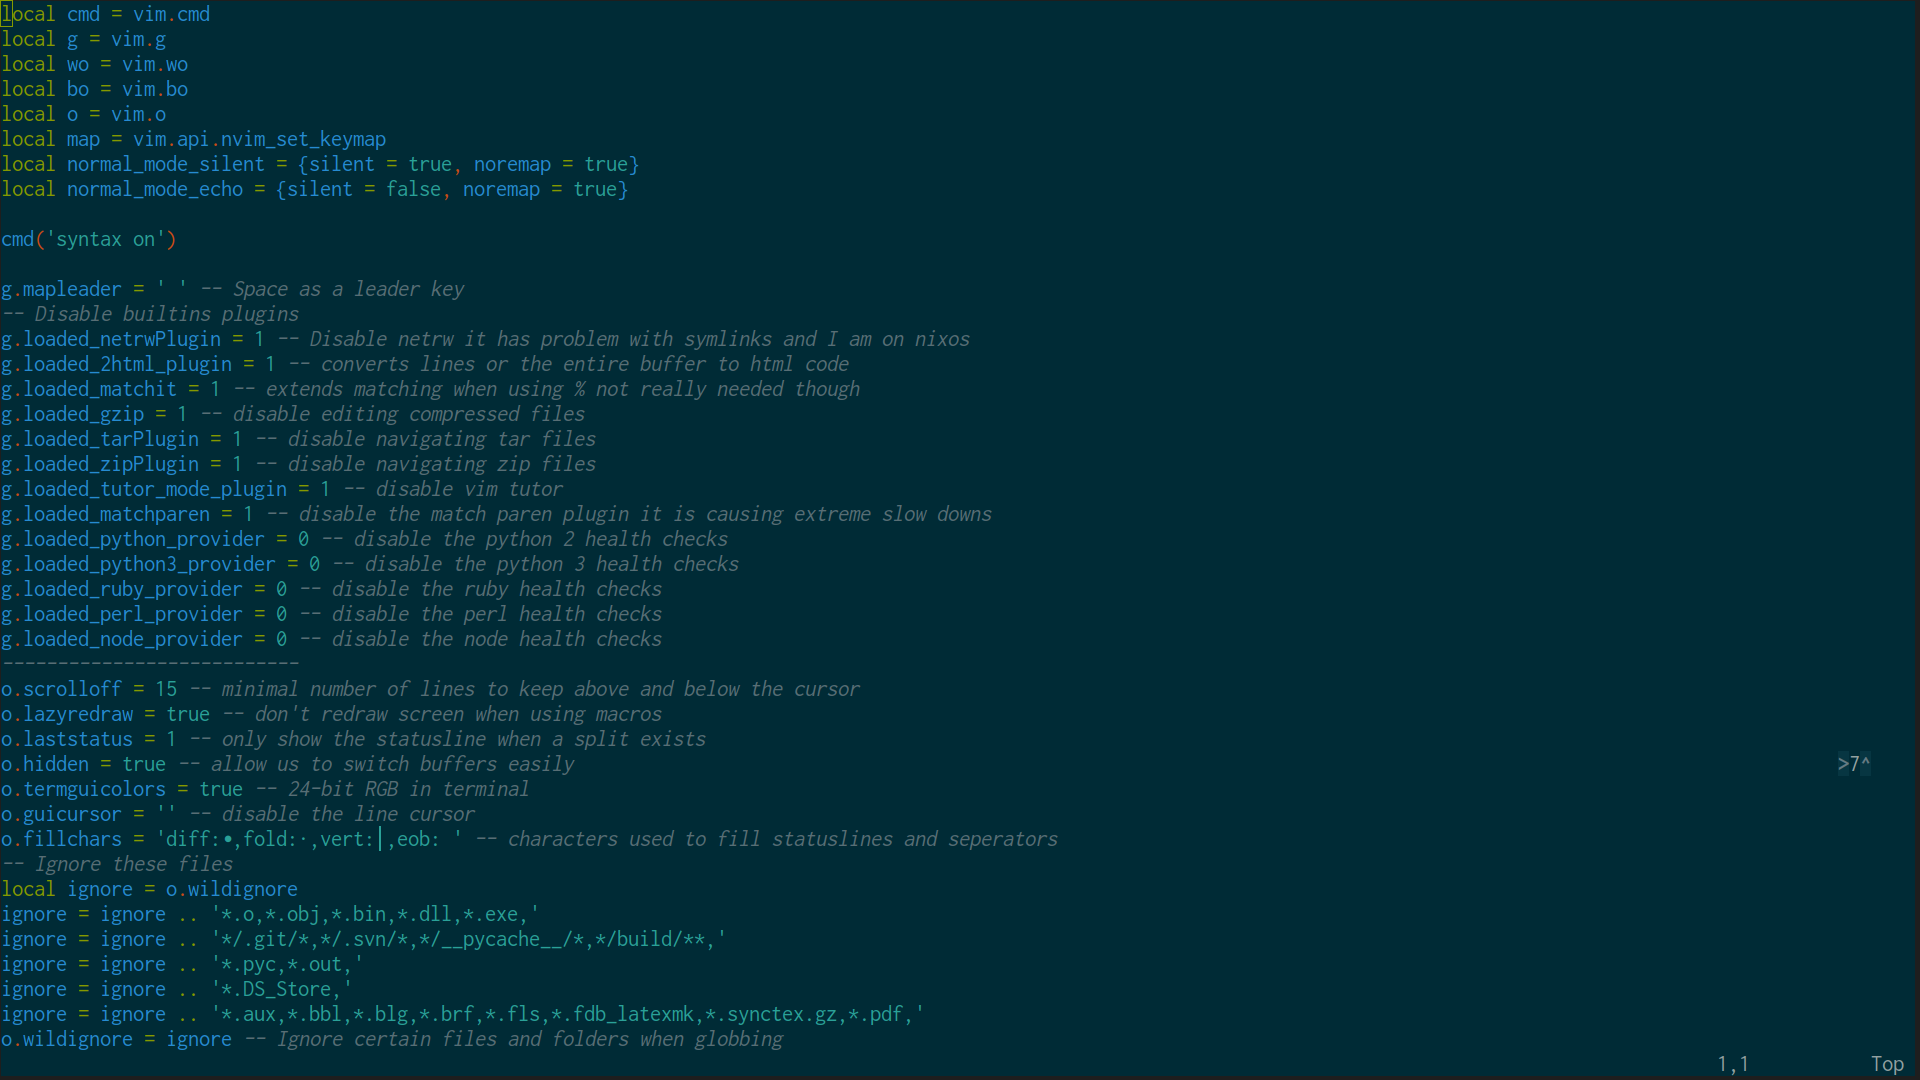 local cmd = vim.cmd
local g = vim.g
local wo = vim.wo
local bo = vim.bo
local o = vim.o
local map = vim.api.nvim_set_keymap
local normal_mode_silent = {silent = true, noremap = true}
local normal_mode_echo = {silent = false, noremap = true}

cmd('syntax on')

g.mapleader = ' ' -- Space as a leader key
-- Disable builtins plugins
g.loaded_netrwPlugin = 1 -- Disable netrw it has problem with symlinks and I am on nixos
g.loaded_2html_plugin = 1 -- converts lines or the entire buffer to html code
g.loaded_matchit = 1 -- extends matching when using % not really needed though
g.loaded_gzip = 1 -- disable editing compressed files
g.loaded_tarPlugin = 1 -- disable navigating tar files
g.loaded_zipPlugin = 1 -- disable navigating zip files
g.loaded_tutor_mode_plugin = 1 -- disable vim tutor
g.loaded_matchparen = 1 -- disable the match paren plugin it is causing extreme slow downs
g.loaded_python_provider = 0 -- disable the python 2 health checks
g.loaded_python3_provider = 0 -- disable the python 3 health checks
g.loaded_ruby_provider = 0 -- disable the ruby health checks
g.loaded_perl_provider = 0 -- disable the perl health checks
g.loaded_node_provider = 0 -- disable the node health checks
---------------------------
o.scrolloff = 15 -- minimal number of lines to keep above and below the cursor
o.lazyredraw = true -- don't redraw screen when using macros
o.laststatus = 1 -- only show the statusline when a split exists
o.hidden = true -- allow us to switch buffers easily >7^
o.termguicolors = true -- 24-bit RGB in terminal
o.guicursor = '' -- disable the line cursor
o.fillchars = 'diff:•,fold:·,vert:│,eob: ' -- characters used to fill statuslines and seperators
-- Ignore these files
local ignore = o.wildignore
ignore = ignore .. '*.o,*.obj,*.bin,*.dll,*.exe,'
ignore = ignore .. '*/.git/*,*/.svn/*,*/__pycache__/*,*/build/**,'
ignore = ignore .. '*.pyc,*.out,'
ignore = ignore .. '*.DS_Store,'
ignore = ignore .. '*.aux,*.bbl,*.blg,*.brf,*.fls,*.fdb_latexmk,*.synctex.gz,*.pdf,'
o.wildignore = ignore -- Ignore certain files and folders when globbing
1,1 Top